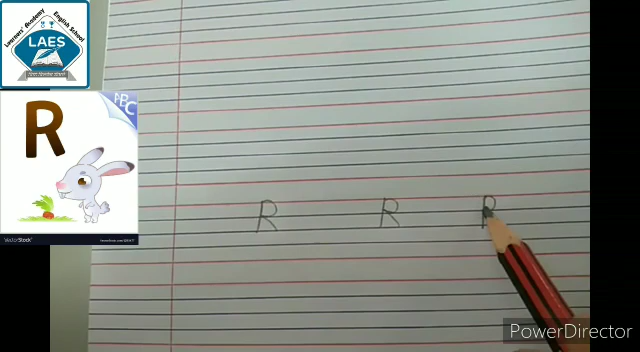 Learners' Academy English School
LAES
R
ABC
R R R
PowerDirector